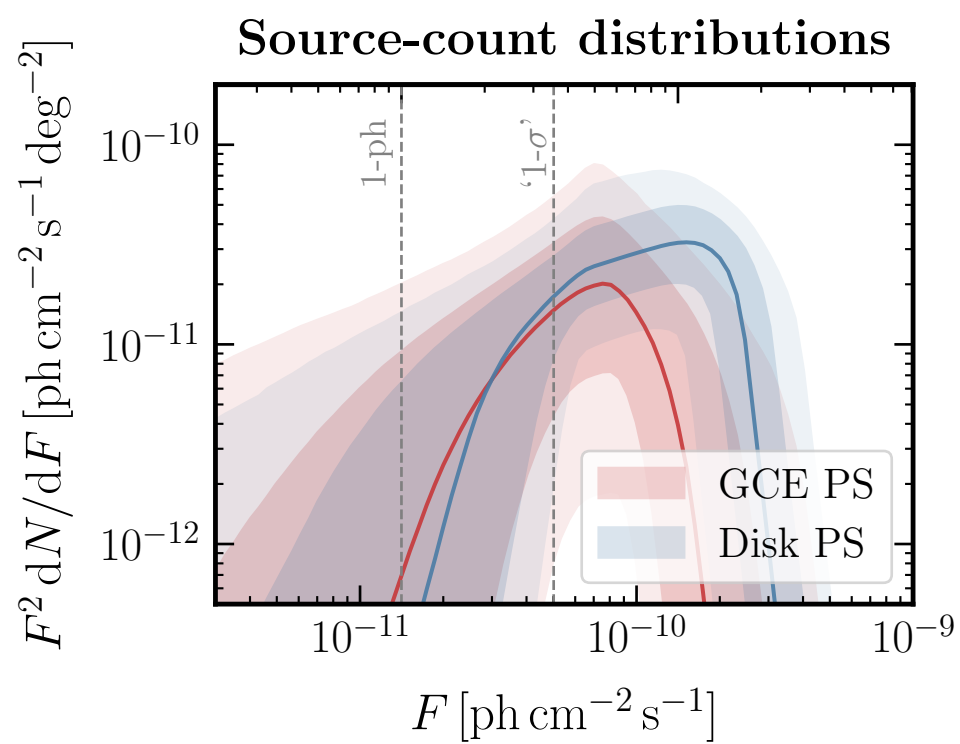 Source-count distributions
F² dN/dF [ph cm⁻² s⁻¹ deg⁻²]
10⁻¹⁰
10⁻¹¹
10⁻¹²
1-ph
‘1-σ’
GCE PS
Disk PS
10⁻¹¹
10⁻¹⁰
10⁻⁹
F [ph cm⁻² s⁻¹]